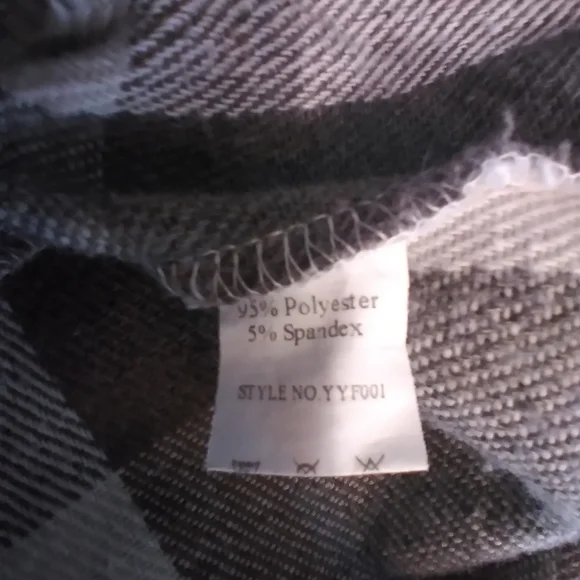 95% Polyester
5% Spandex
STYLE NO.YYF001